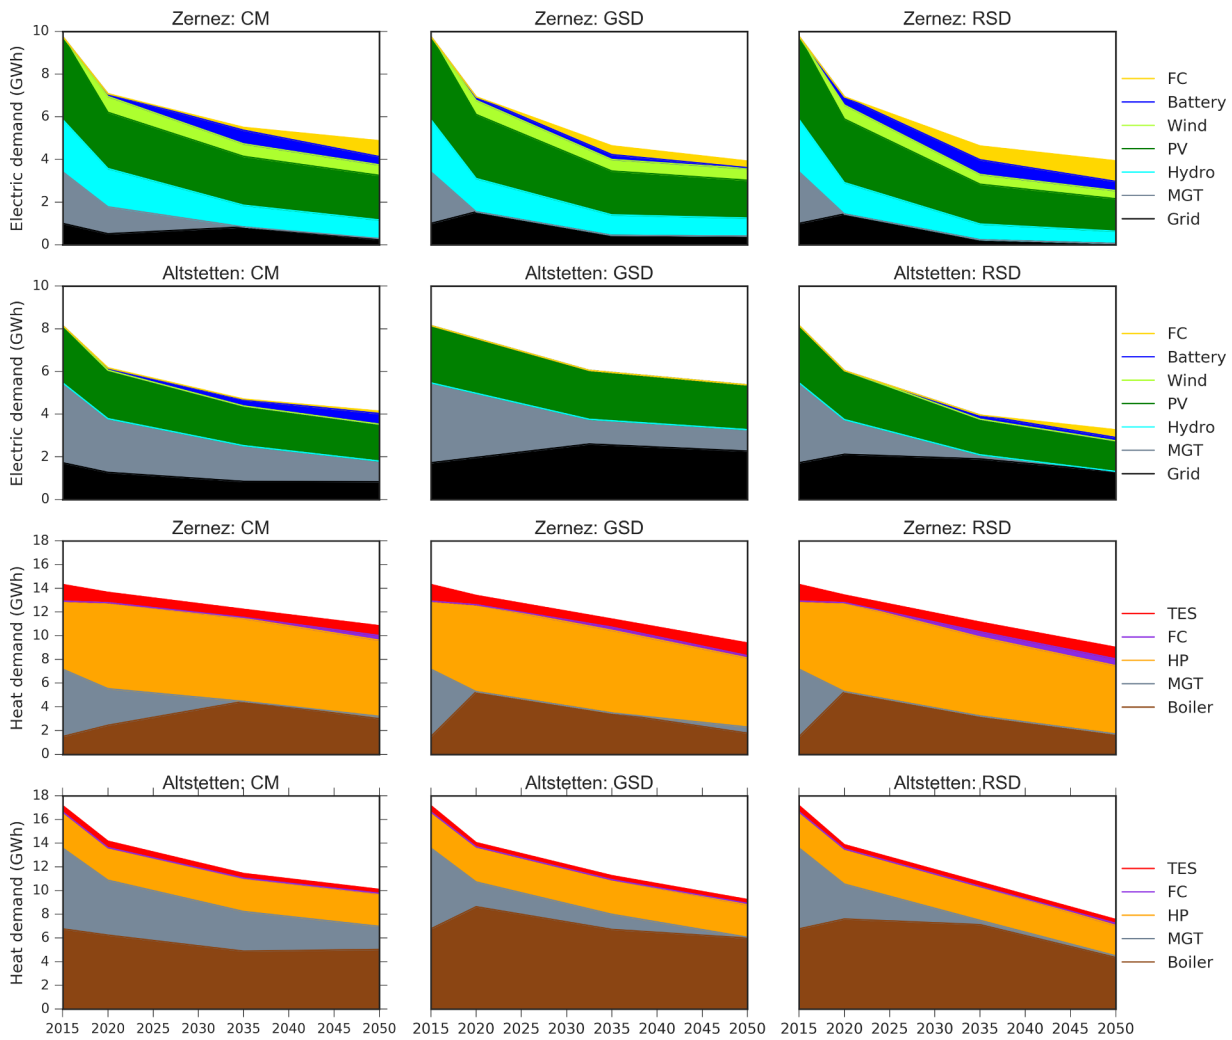 Zernez: CM
Zernez: GSD
Zernez: RSD
Electric demand (GWh)
10
8
6
4
2
0
FC
Battery
Wind
PV
Hydro
MGT
Grid
Altstetten: CM
Altstetten: GSD
Altstetten: RSD
Electric demand (GWh)
10
8
6
4
2
0
FC
Battery
Wind
PV
Hydro
MGT
Grid
Zernez: CM
Zernez: GSD
Zernez: RSD
Heat demand (GWh)
18
16
14
12
10
8
6
4
2
0
TES
FC
HP
MGT
Boiler
Altstetten: CM
Altstetten: GSD
Altstetten: RSD
Heat demand (GWh)
18
16
14
12
10
8
6
4
2
0
TES
FC
HP
MGT
Boiler
2015 2020 2025 2030 2035 2040 2045 2050
2015 2020 2025 2030 2035 2040 2045 2050
2015 2020 2025 2030 2035 2040 2045 2050